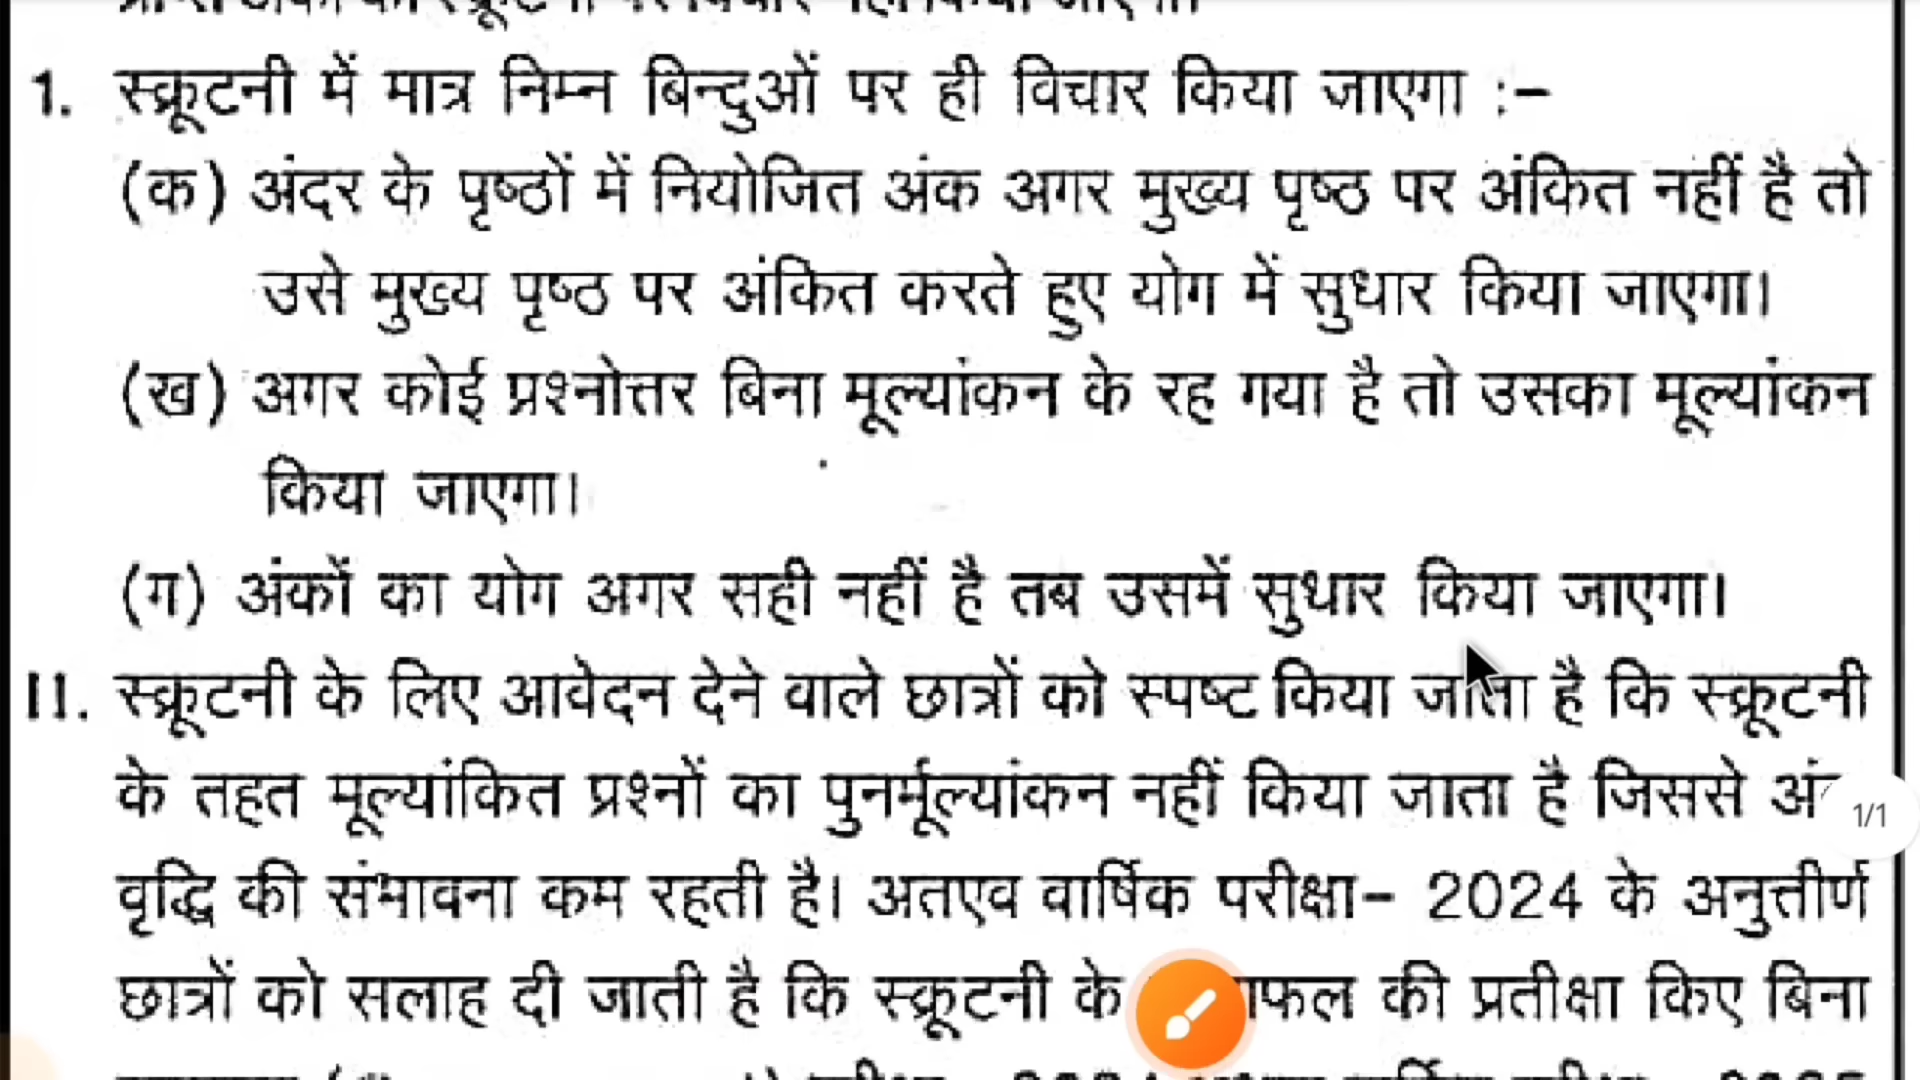 1. स्क्रूटनी में मात्र निम्न बिन्दुओं पर ही विचार किया जाएगा :-
(क) अंदर के पृष्ठों में नियोजित अंक अगर मुख्य पृष्ठ पर अंकित नहीं है तो
उसे मुख्य पृष्ठ पर अंकित करते हुए योग में सुधार किया जाएगा।
(ख) अगर कोई प्रश्नोत्तर बिना मूल्यांकन के रह गया है तो उसका मूल्यांकन
किया जाएगा।
(ग) अंकों का योग अगर सही नहीं है तब उसमें सुधार किया जाएगा।
II. स्क्रूटनी के लिए आवेदन देने वाले छात्रों को स्पष्ट किया जाता है कि स्क्रूटनी
के तहत मूल्यांकित प्रश्नों का पुनर्मूल्यांकन नहीं किया जाता है जिससे
1/1
वृद्धि की संभावना कम रहती है। अतएव वार्षिक परीक्षा- 2024 के अनुत्तीर्ण
छात्रों को सलाह दी जाती है कि स्क्रूटनी के की प्रतीक्षा किए बिना